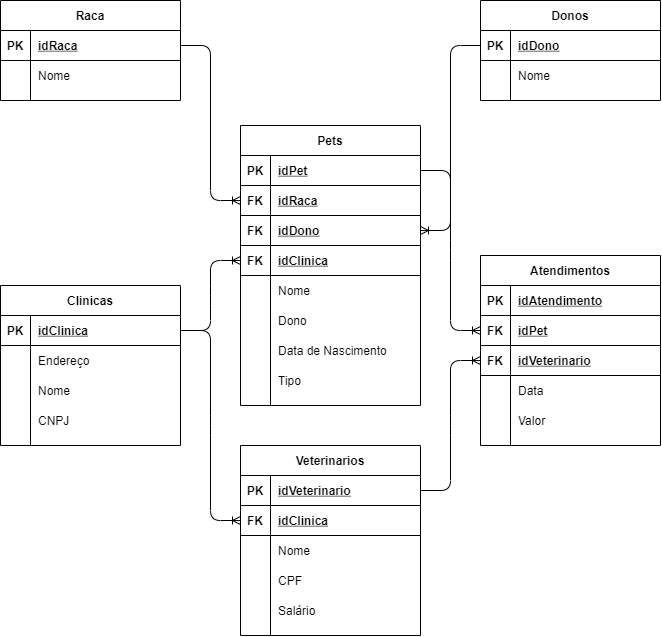 Raca
PK idRaca
Nome
Donos
PK idDono
Nome
Pets
PK idPet
FK idRaca
FK idDono
FK idClinica
Nome
Dono
Data de Nascimento
Tipo
Clinicas
PK idClinica
Endereço
Nome
CNPJ
Atendimentos
PK idAtendimento
FK idPet
FK idVeterinario
Data
Valor
Veterinarios
PK idVeterinario
FK idClinica
Nome
CPF
Salário